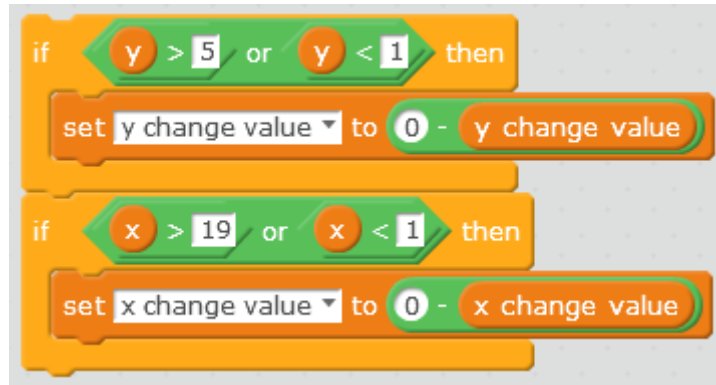 if y > 5 or y < 1 then
set y change value to 0 - y change value
if x > 19 or x < 1 then
set x change value to 0 - x change value